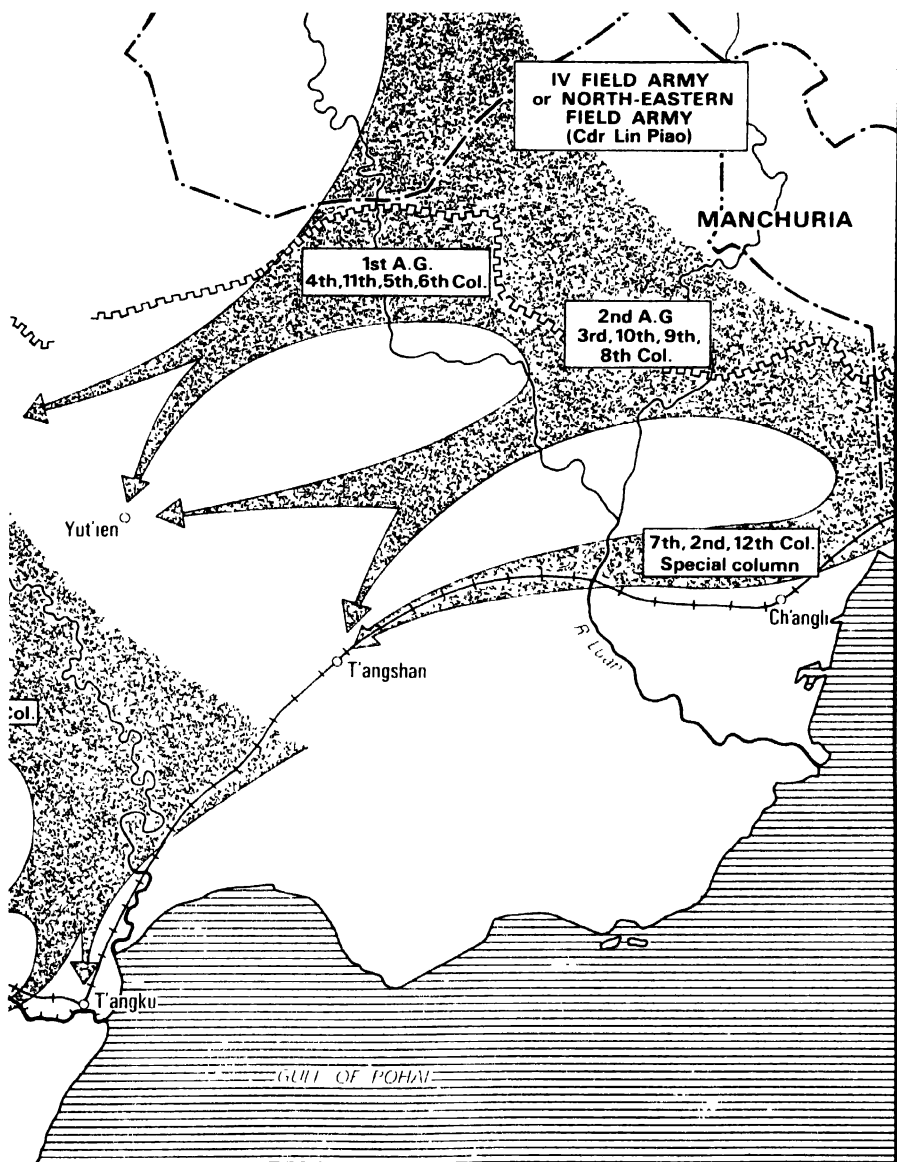 IV FIELD ARMY
or NORTH-EASTERN
FIELD ARMY
(Cdr Lin Piao)
MANCHURIA
1st A.G.
4th,11th,5th,6th Col.
2nd A.G
3rd, 10th, 9th,
8th Col.
Yut'ien
7th, 2nd, 12th Col.
Special column
Ch'angli
R Luan
T'angshan
ol.
T'angku
GULF OF POHAI